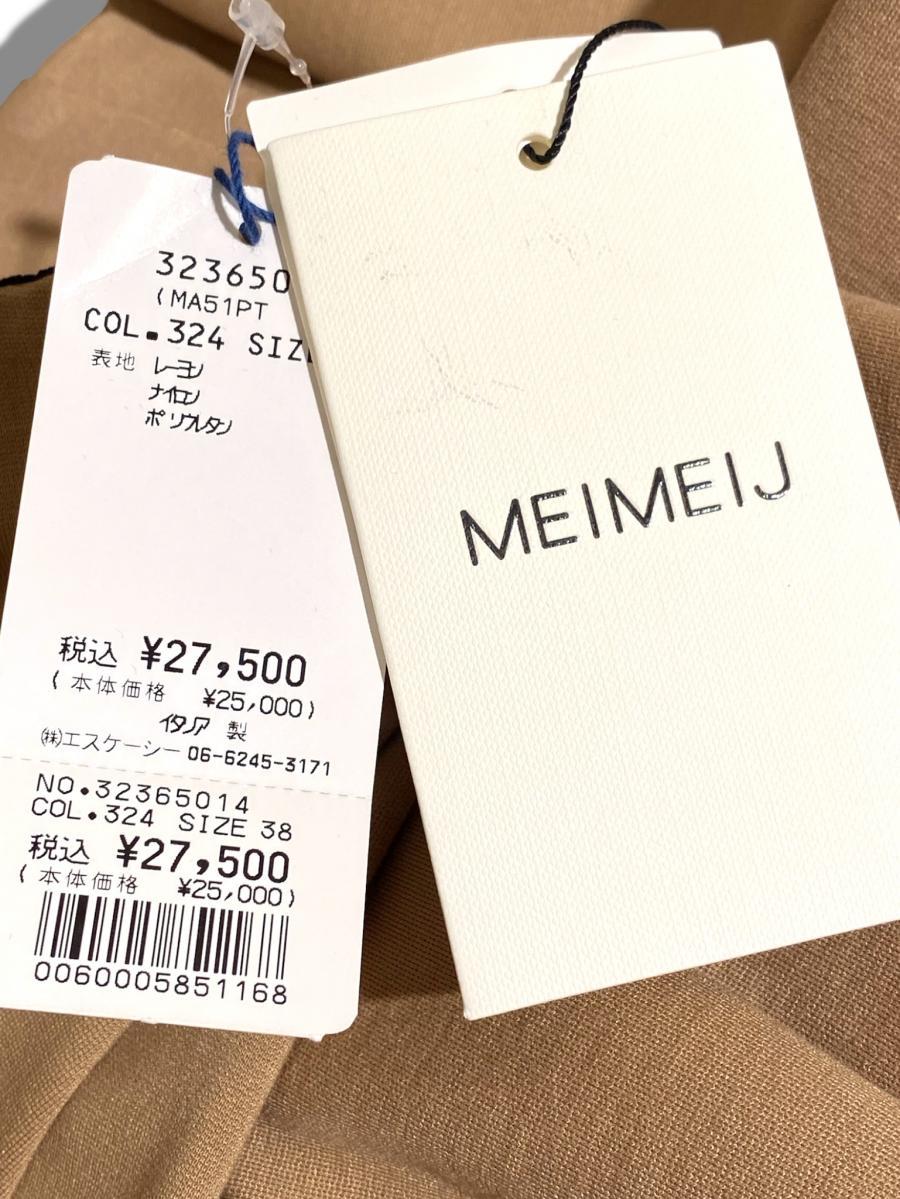 323650
(MA51PT
COL.324 SIZE
表地 レーヨン
ナイロン
ポリウレタン
税込 ¥27,500
(本体価格 ¥25,000)
イタリア 製
㈱エスケーシー 06-6245-3171
NO.32365014
COL.324 SIZE 38
税込 ¥27,500
(本体価格 ¥25,000)
0060005851168
MEIMEIJ